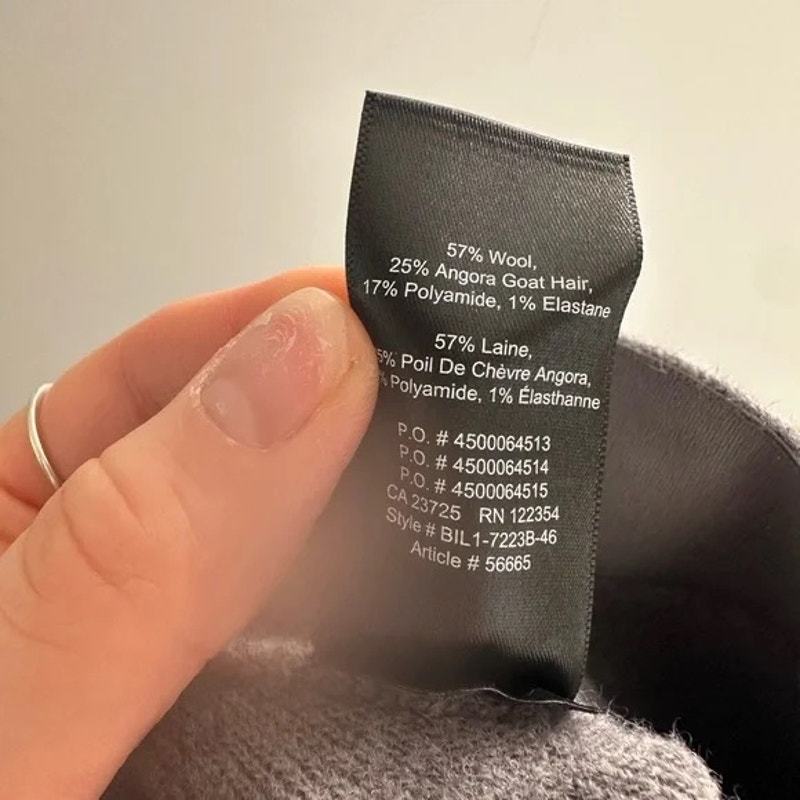 57% Wool,
25% Angora Goat Hair,
17% Polyamide, 1% Elastane
57% Laine,
5% Poil De Chèvre Angora,
% Polyamide, 1% Élasthanne
P.O. # 4500064513
P.O. # 4500064514
P.O. # 4500064515
CA 23725 RN 122354
Style # BIL1-7223B-46
Article # 56665